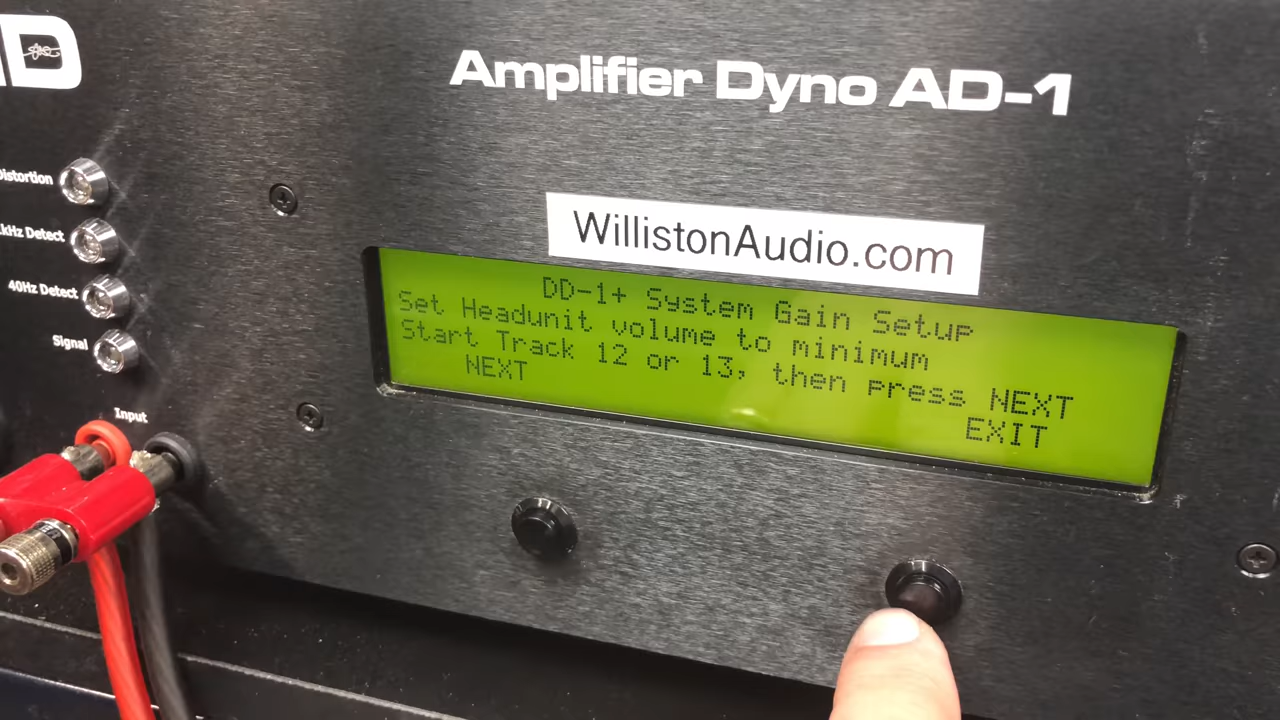 Amplifier Dyno AD-1
WillistonAudio.com
DD-1+ System Gain Setup
Set Headunit volume to minimum
Start Track 12 or 13, then press NEXT
NEXT EXIT
Distortion
kHz Detect
40Hz Detect
Signal
Input